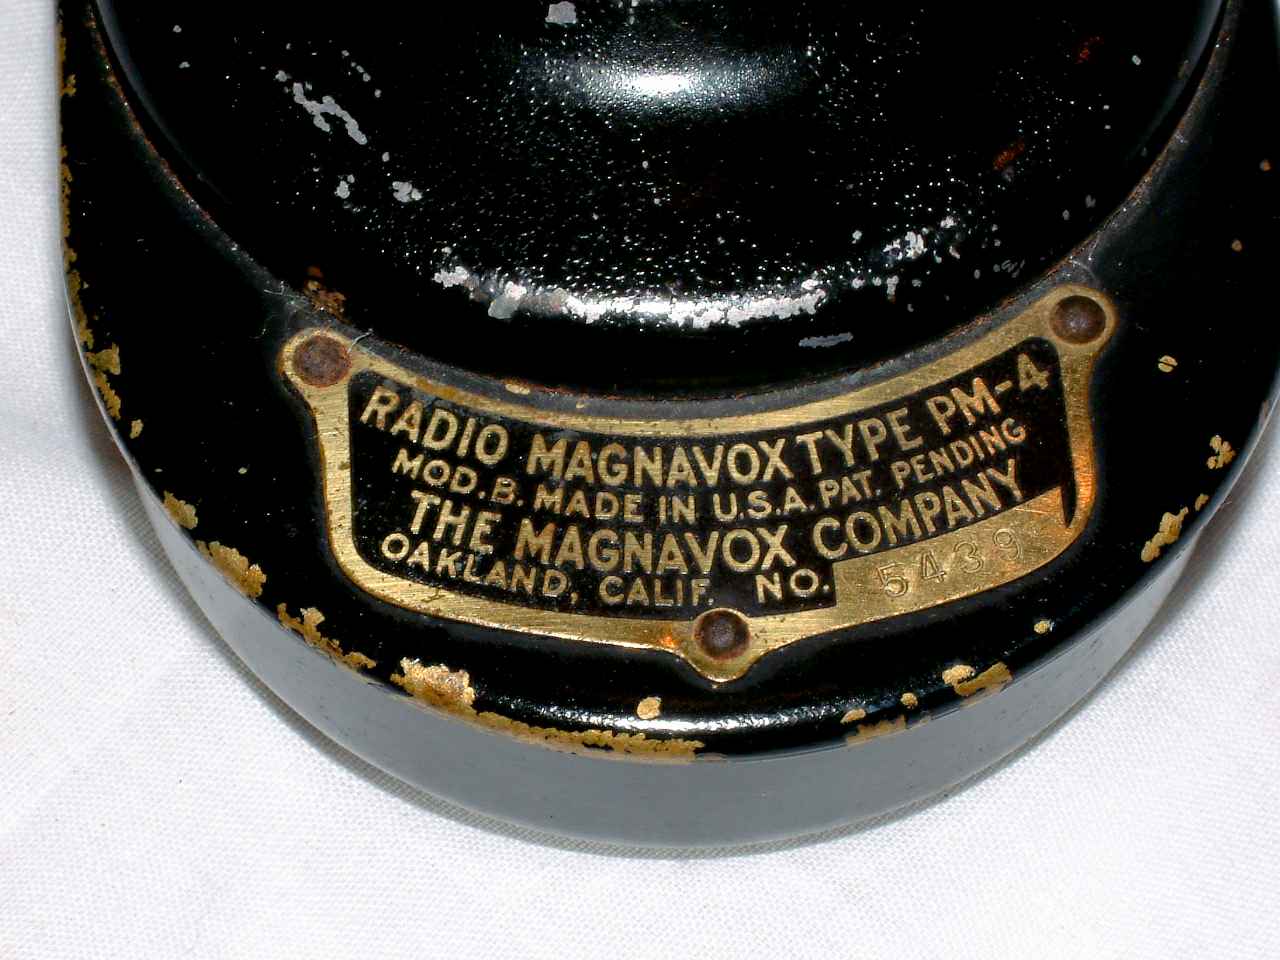 RADIO MAGNAVOX TYPE PM-4
MOD.B. MADE IN U.S.A. PAT. PENDING
THE MAGNAVOX COMPANY
OAKLAND, CALIF. NO. 5439